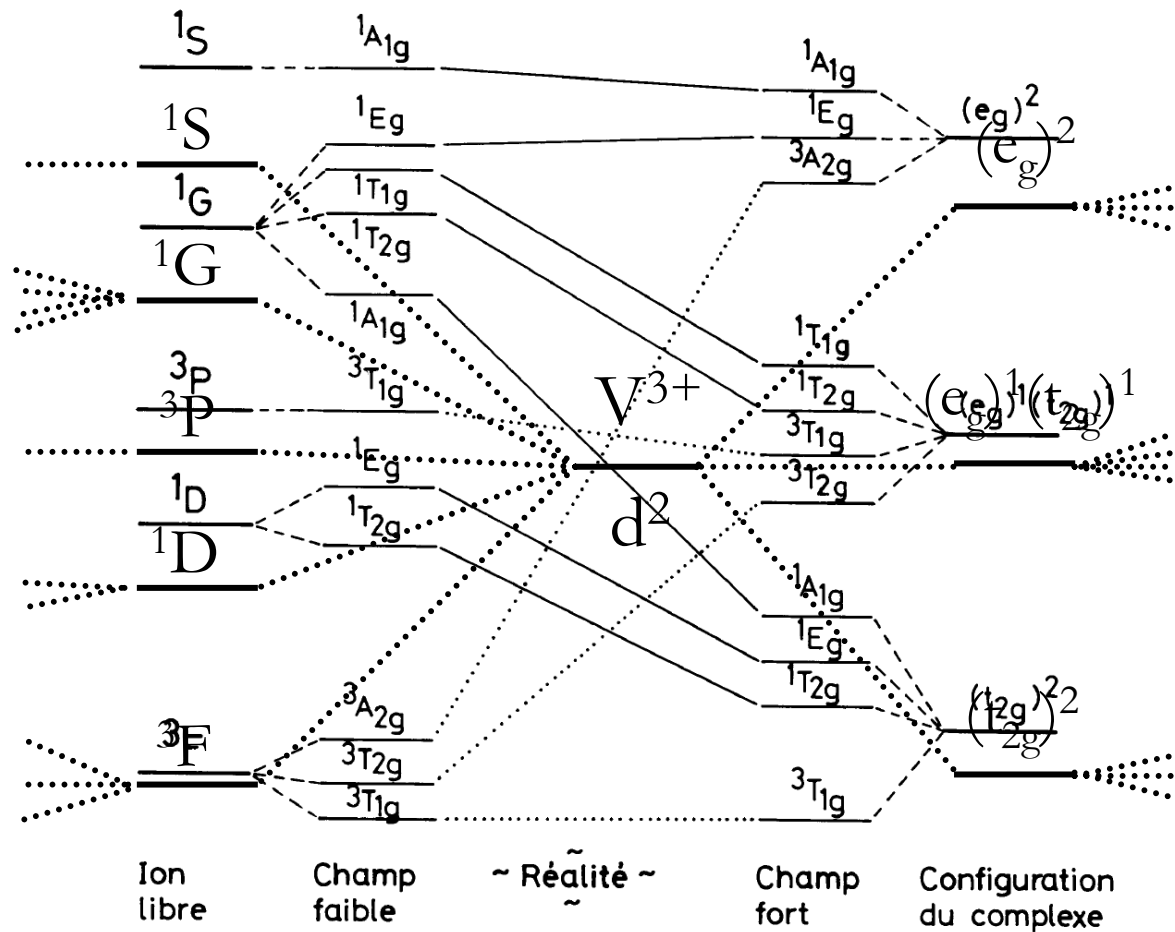 ¹S
¹S
¹G
¹G
³P
³P
¹D
¹D
³F
³F
¹A₁g
¹Eg
¹T₁g
¹T₂g
¹A₁g
³T₁g
¹Eg
¹T₂g
³A₂g
³T₂g
³T₁g
V³⁺
d²
¹A₁g
¹Eg
³A₂g
¹T₁g
¹T₂g
³T₁g
³T₂g
¹A₁g
¹Eg
¹T₂g
³T₁g
(eg)²
(eg)²
(eg)¹(t₂g)¹
(eg)¹(t₂g)¹
(t₂g)²
(t₂g)²
Ion
libre
Champ
faible
~ Réalité ~
Champ
fort
Configuration
du complexe